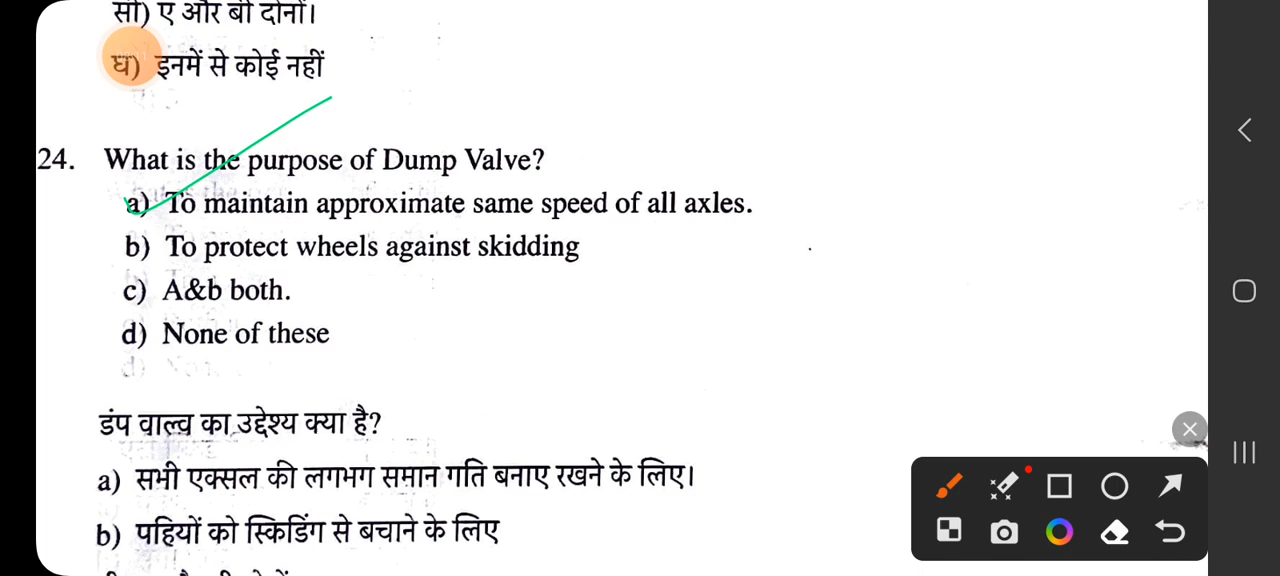 सी) ए और बी दोनों।
घ) इनमें से कोई नहीं
24. What is the purpose of Dump Valve?
a) To maintain approximate same speed of all axles.
b) To protect wheels against skidding
c) A&b both.
d) None of these
डंप वाल्व का उद्देश्य क्या है?
a) सभी एक्सल की लगभग समान गति बनाए रखने के लिए।
b) पहियों को स्किडिंग से बचाने के लिए